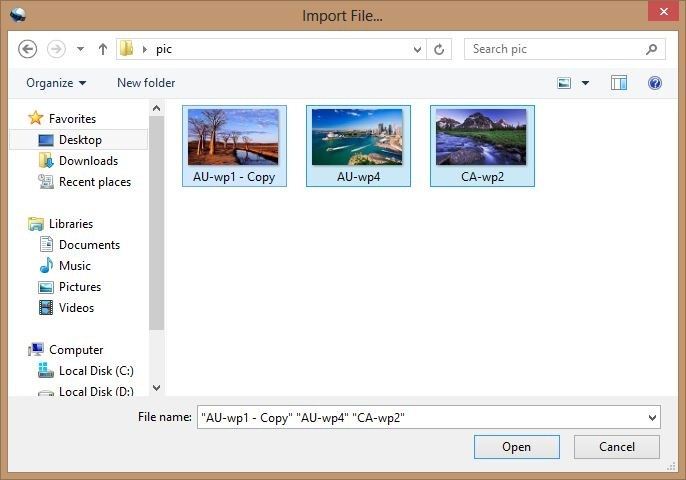 Import File...
pic
Search pic
Organize
New folder
Favorites
Desktop
Downloads
Recent places
Libraries
Documents
Music
Pictures
Videos
Computer
Local Disk (C:)
Local Disk (D:)
AU-wp1 - Copy
AU-wp4
CA-wp2
File name:
"AU-wp1 - Copy" "AU-wp4" "CA-wp2"
Open
Cancel